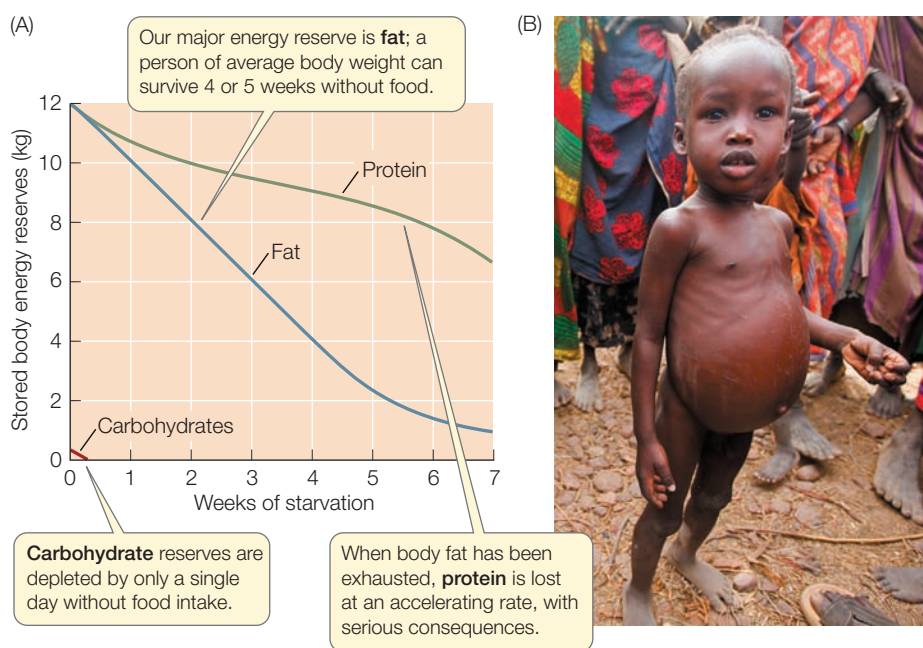 (A)
Our major energy reserve is fat; a
person of average body weight can
survive 4 or 5 weeks without food.
(B)
12
10
8
6
4
2
0
Stored body energy reserves (kg)
Protein
Fat
Carbohydrates
0 1 2 3 4 5 6 7
Weeks of starvation
Carbohydrate reserves are
depleted by only a single
day without food intake.
When body fat has been
exhausted, protein is lost
at an accelerating rate, with
serious consequences.